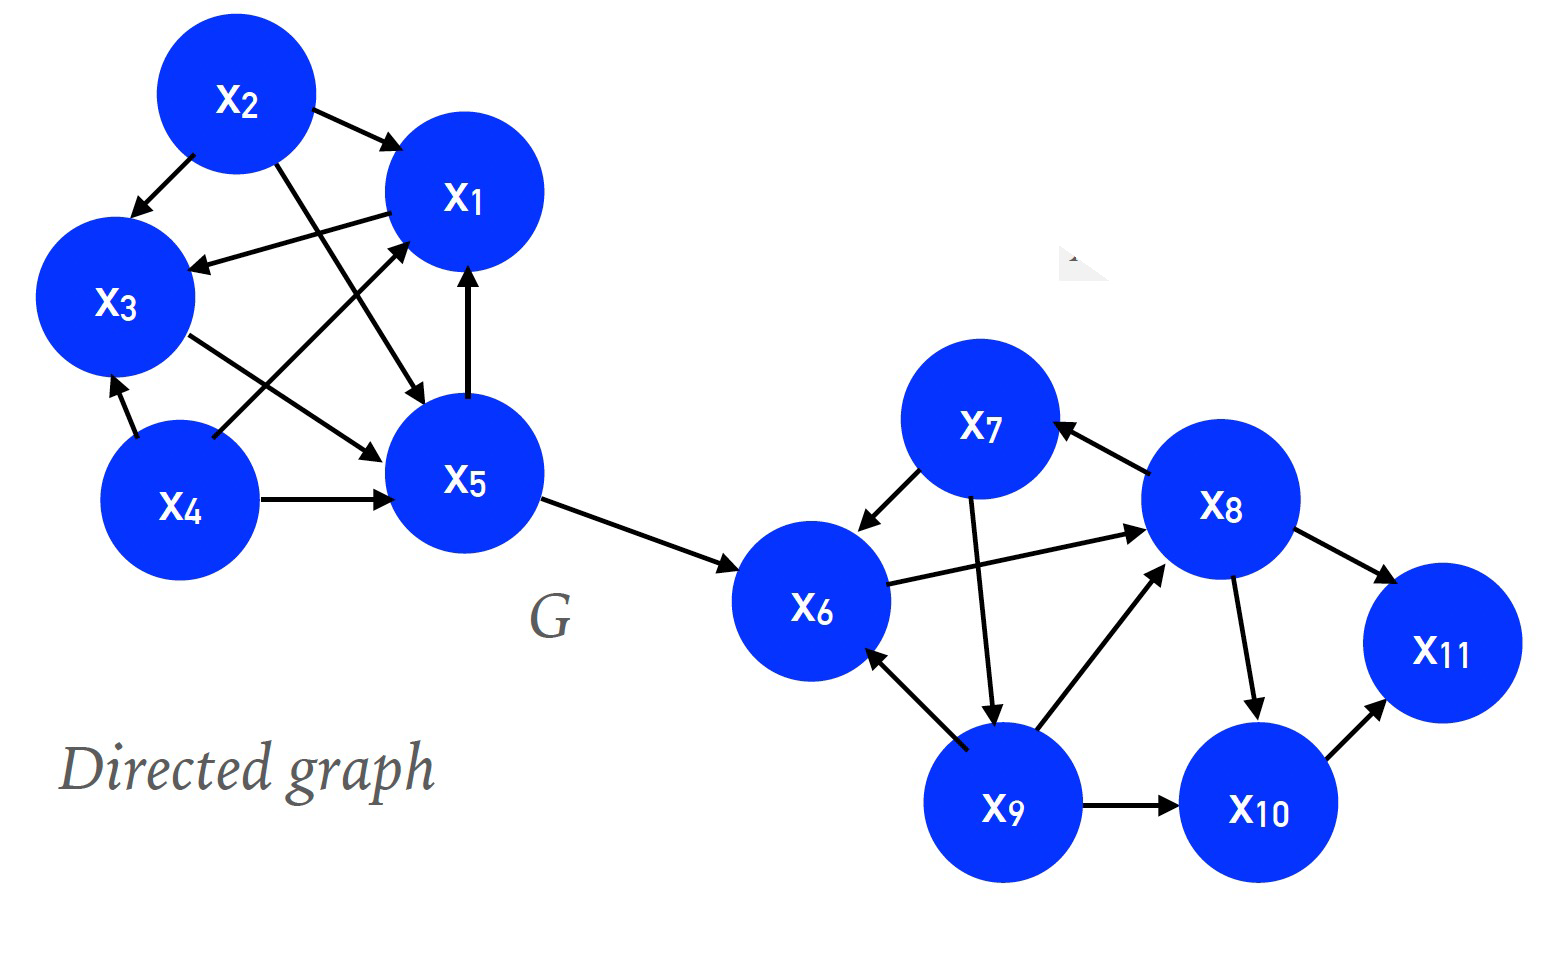 x2
x1
x3
x7
x5
x8
x4
G
x6
x11
Directed graph
x9
x10